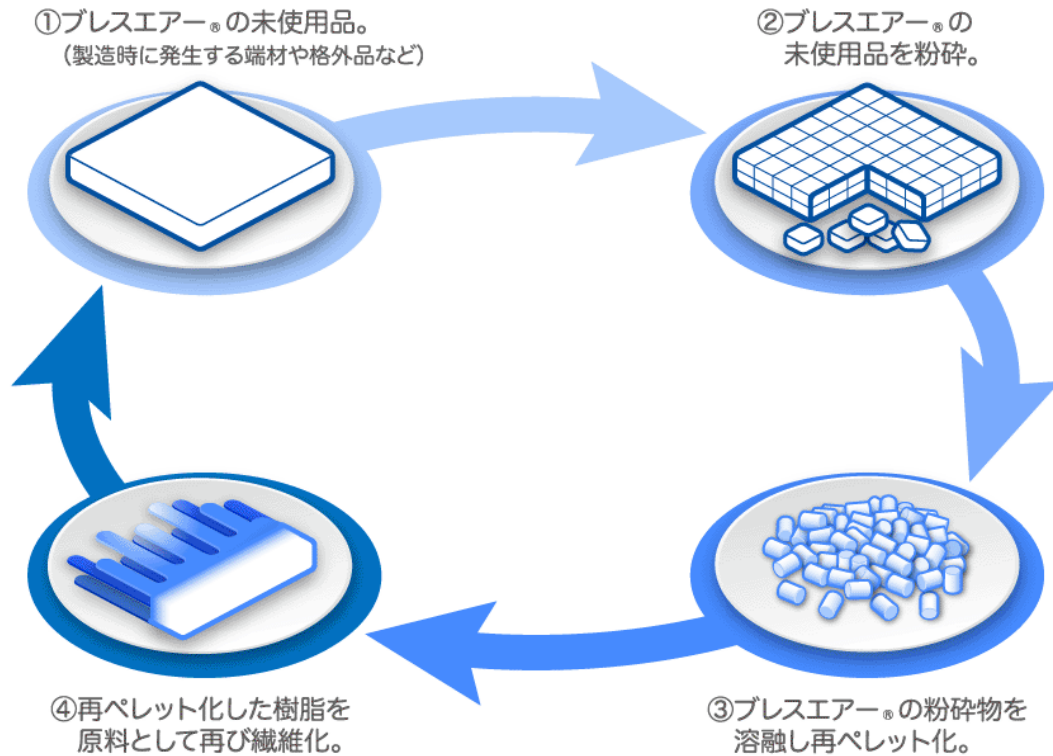 ①ブレスエアー®の未使用品。
(製造時に発生する端材や格外品など)
②ブレスエアー®の
未使用品を粉砕。
③ブレスエアー®の粉砕物を
溶融し再ペレット化。
④再ペレット化した樹脂を
原料として再び繊維化。